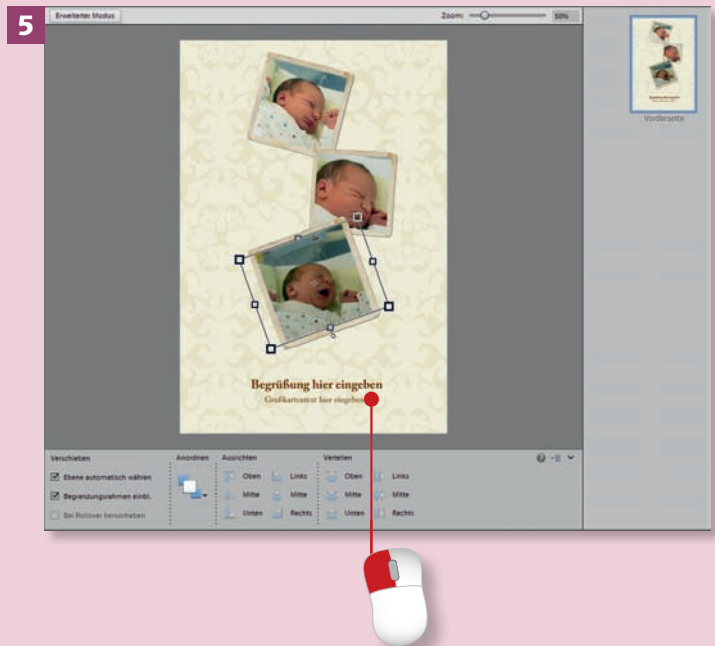 5
Erweiterter Modus
Zoom: 50%
Vorderseite
Begrüßung hier eingeben
Grußkartentext hier eingeben
Verschieben Anordnen Ausrichten Verteilen
Ebene automatisch wählen Oben Links Oben Links
Begrenzungsrahmen einbl. Mitte Mitte Mitte Mitte
Bei Rollover hervorheben Unten Rechts Unten Rechts